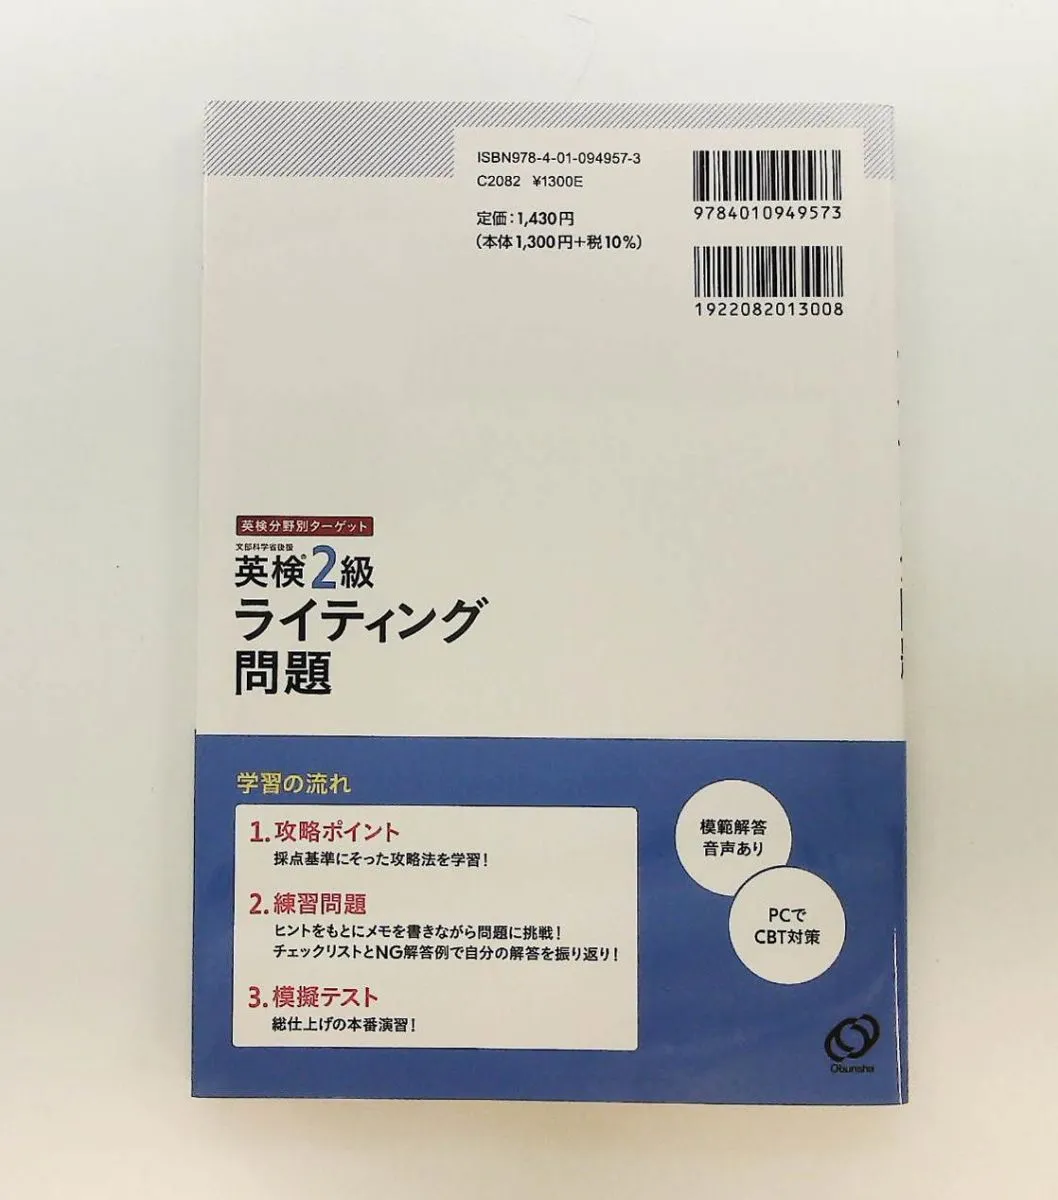 ISBN978-4-01-094957-3
C2082 ¥1300E
定価:1,430円
(本体1,300円+税10%)
9784010949573
1922082013008
英検分野別ターゲット
文部科学省後援
英検®2級
ライティング
問題
学習の流れ
1.攻略ポイント
採点基準にそった攻略法を学習!
2.練習問題
ヒントをもとにメモを書きながら問題に挑戦!
チェックリストとNG解答例で自分の解答を振り返り!
3.模擬テスト
総仕上げの本番演習!
模範解答
音声あり
PCで
CBT対策
Obunsha